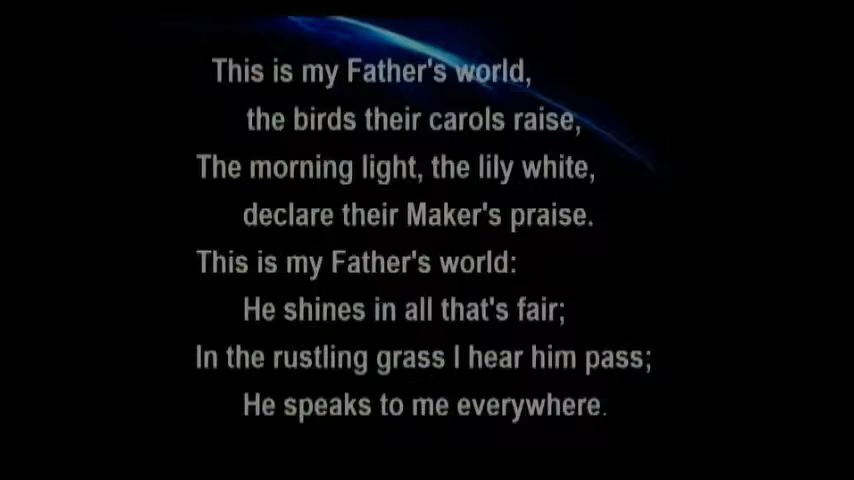 This is my Father's world,
the birds their carols raise,
The morning light, the lily white,
declare their Maker's praise.
This is my Father's world:
He shines in all that's fair;
In the rustling grass I hear him pass;
He speaks to me everywhere.